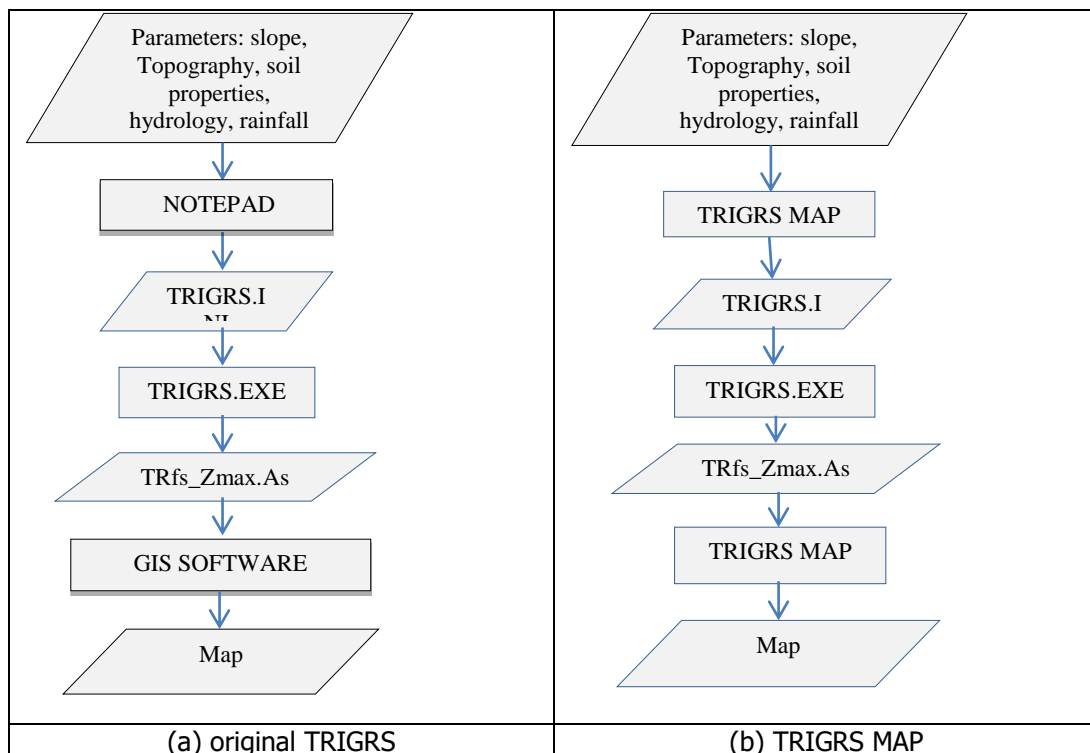 Parameters: slope,
Topography, soil
properties,
hydrology, rainfall
NOTEPAD
TRIGRS.I
TRIGRS.EXE
TRfs_Zmax.As
GIS SOFTWARE
Map
(a) original TRIGRS
Parameters: slope,
Topography, soil
properties,
hydrology, rainfall
TRIGRS MAP
TRIGRS.I
TRIGRS.EXE
TRfs_Zmax.As
TRIGRS MAP
Map
(b) TRIGRS MAP